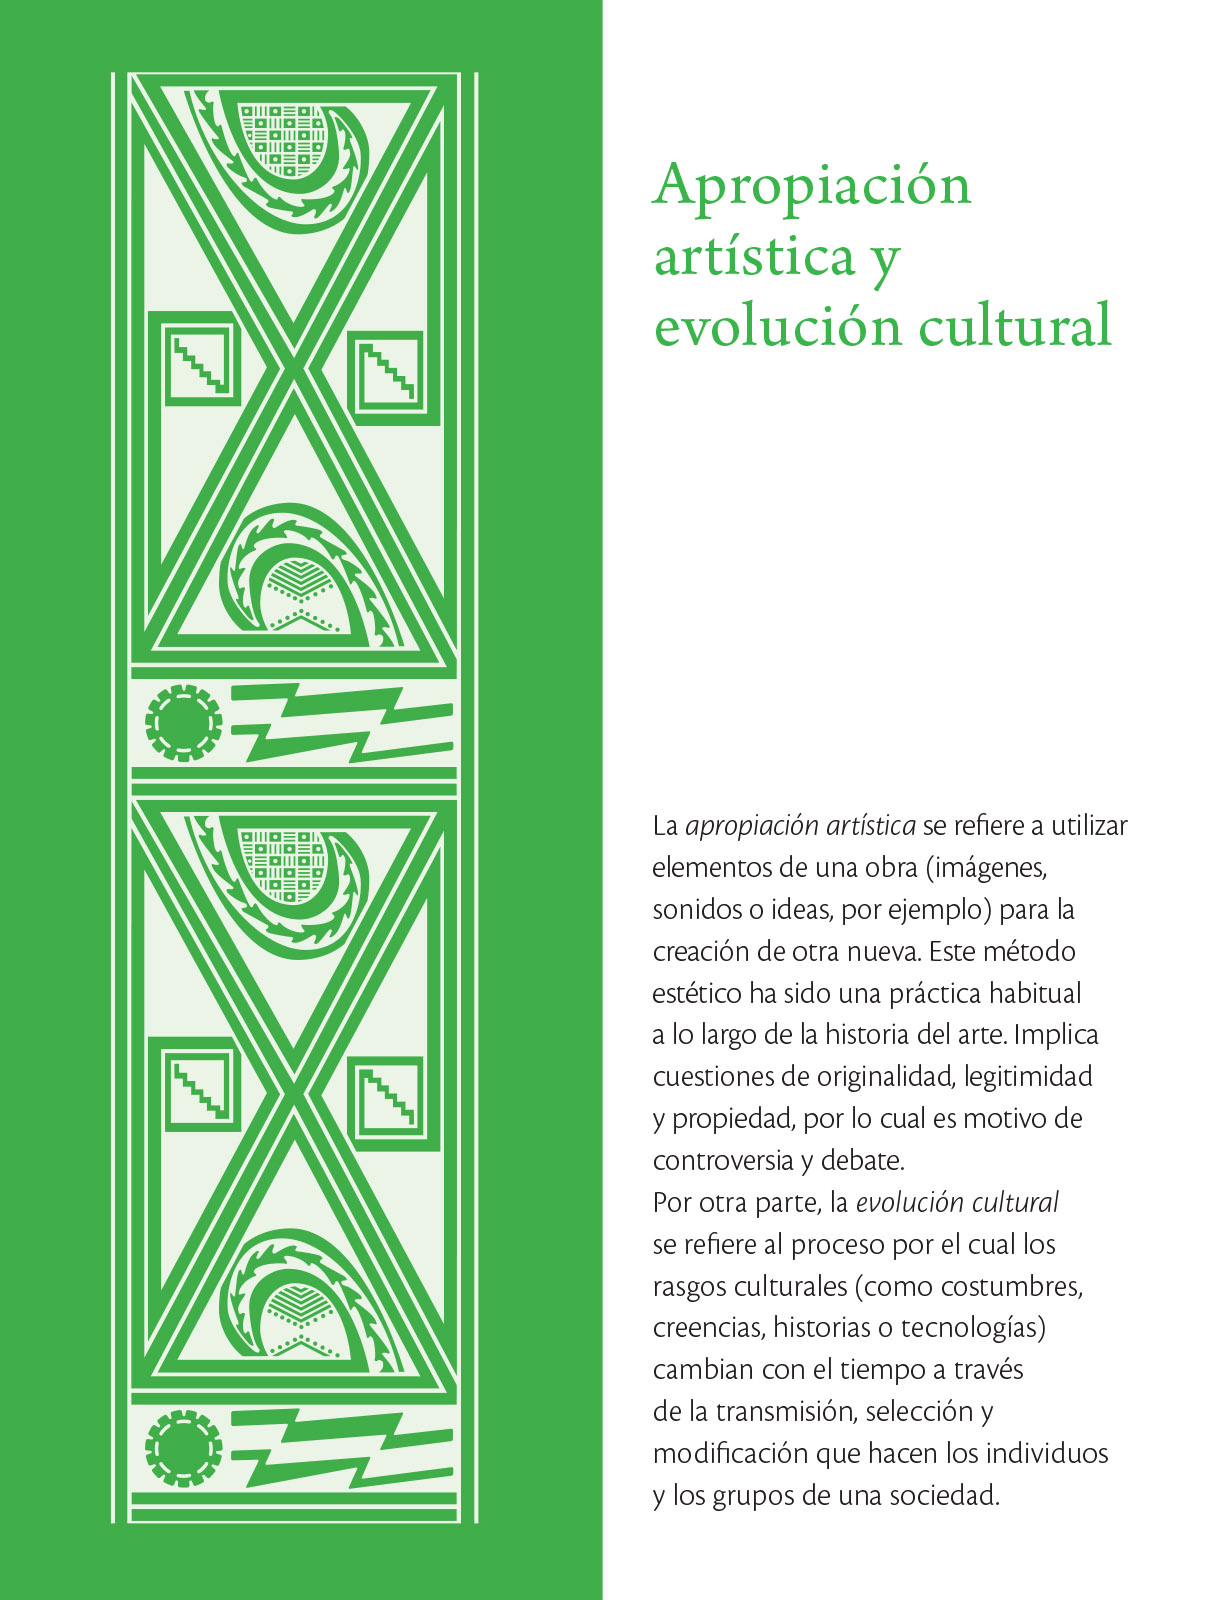 Apropiación
artística y
evolución cultural
La apropiación artística se refiere a utilizar
elementos de una obra (imágenes,
sonidos o ideas, por ejemplo) para la
creación de otra nueva. Este método
estético ha sido una práctica habitual
a lo largo de la historia del arte. Implica
cuestiones de originalidad, legitimidad
y propiedad, por lo cual es motivo de
controversia y debate.
Por otra parte, la evolución cultural
se refiere al proceso por el cual los
rasgos culturales (como costumbres,
creencias, historias o tecnologías)
cambian con el tiempo a través
de la transmisión, selección y
modificación que hacen los individuos
y los grupos de una sociedad.